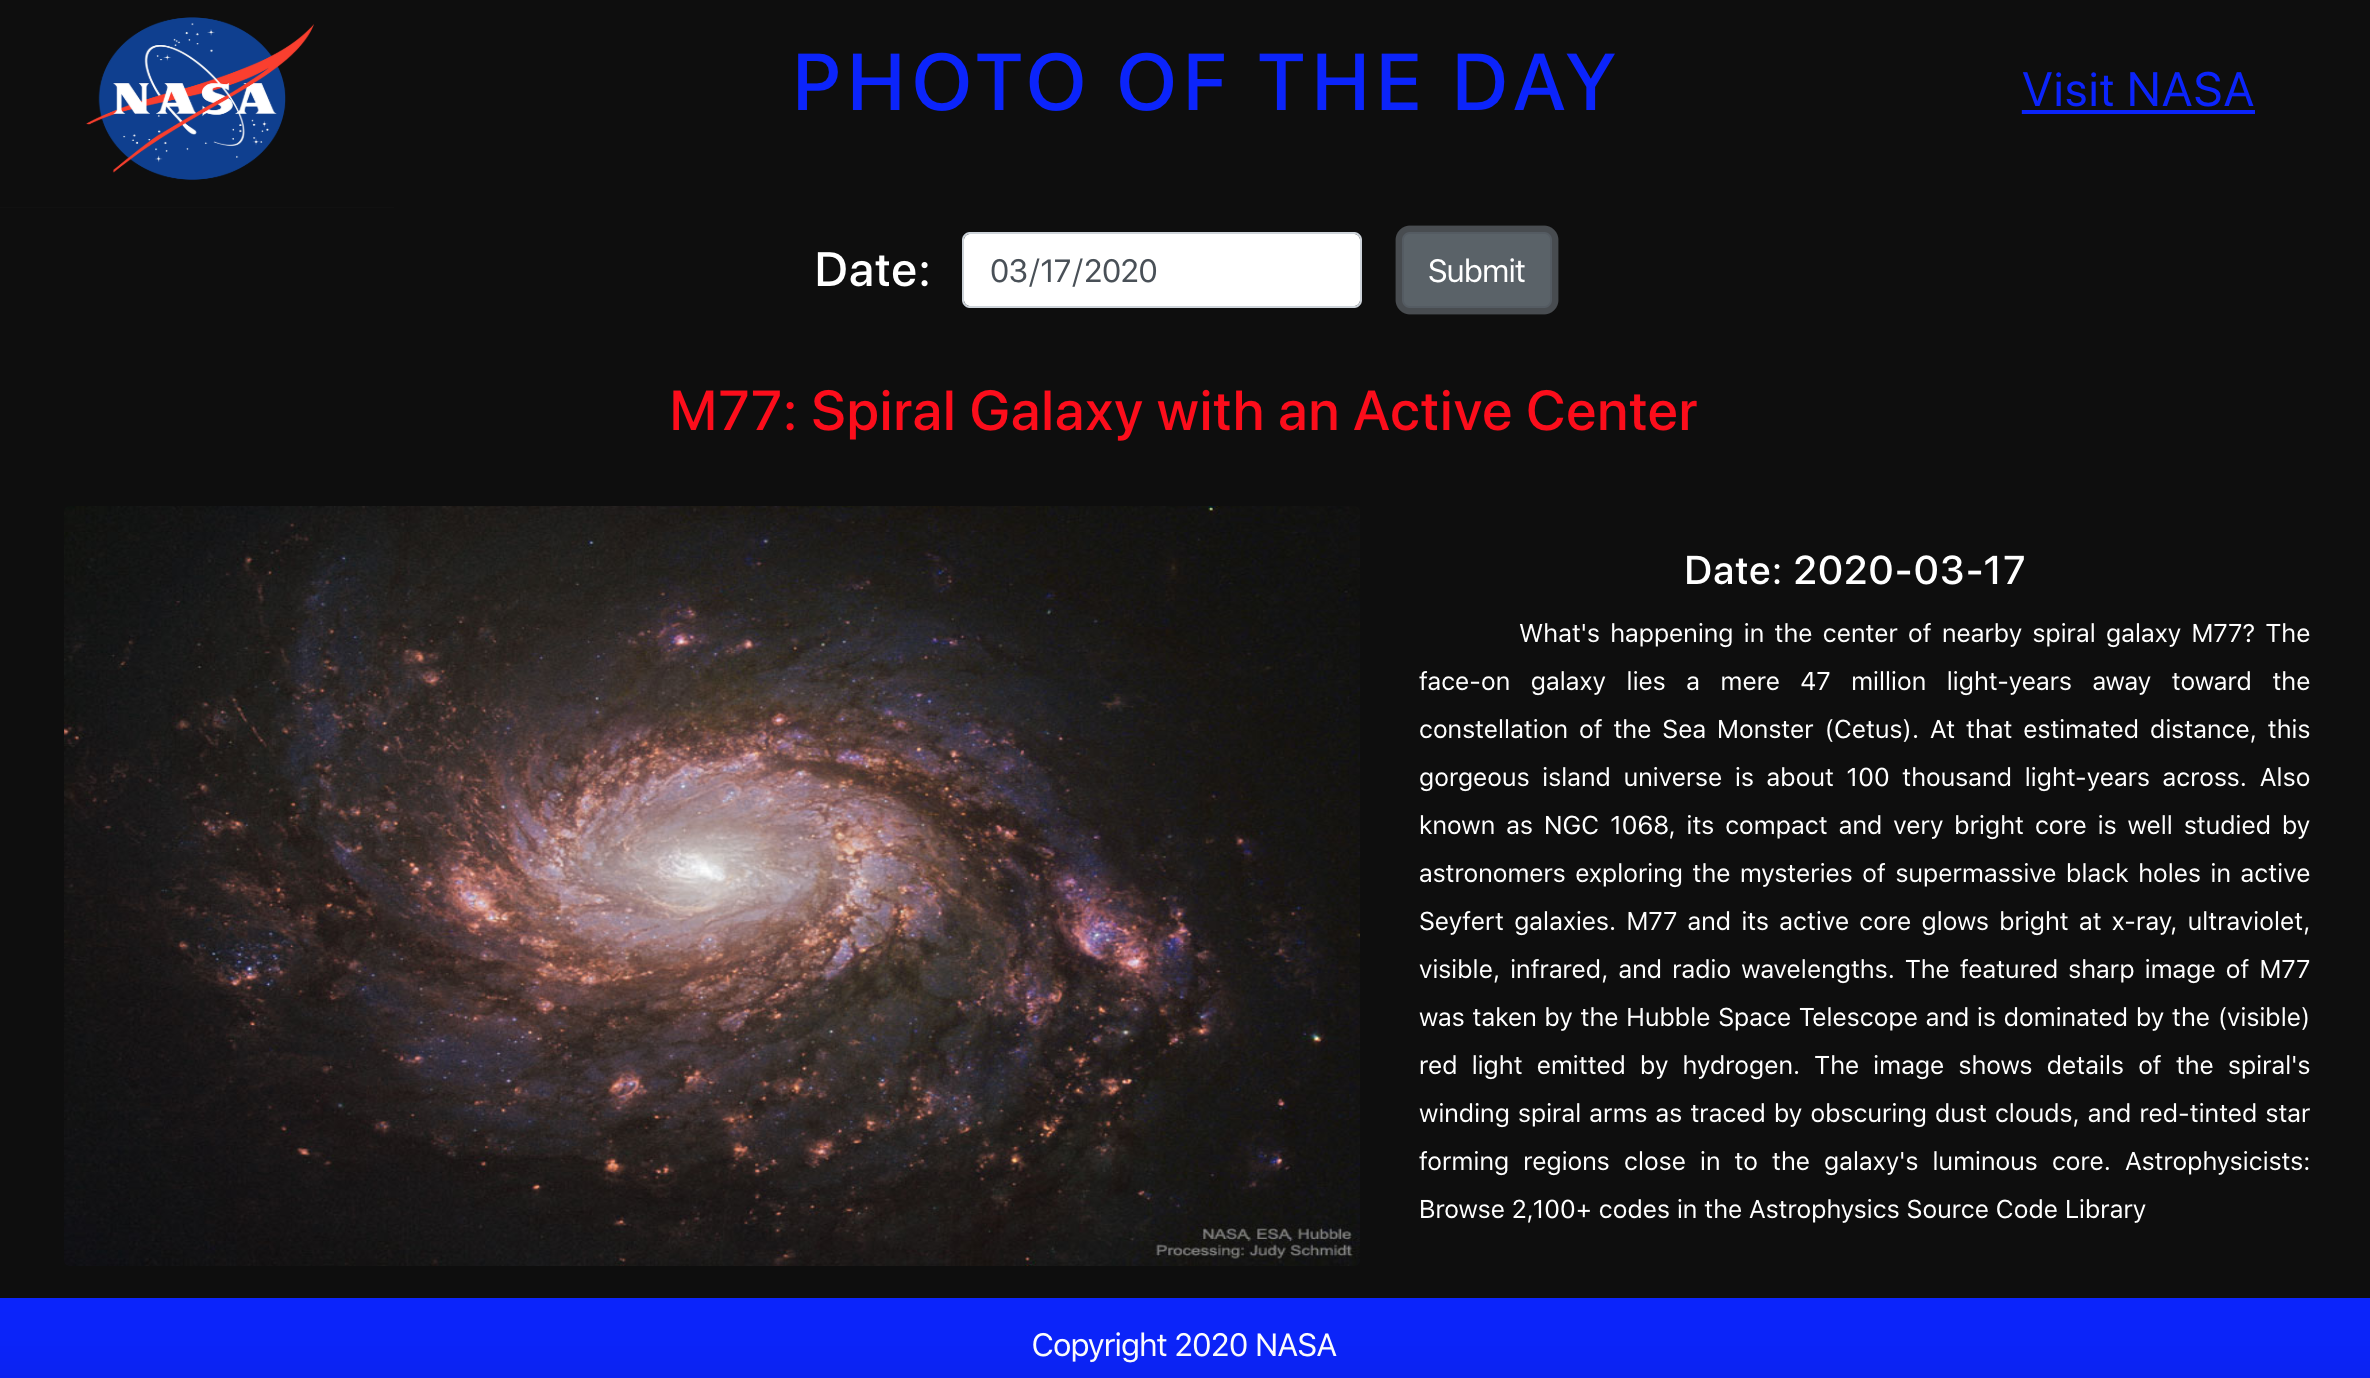 NASA
PHOTO OF THE DAY
Visit NASA
Date:
03/17/2020
Submit
M77: Spiral Galaxy with an Active Center
Date: 2020-03-17
What's happening in the center of nearby spiral galaxy M77? The
face-on galaxy lies a mere 47 million light-years away toward the
constellation of the Sea Monster (Cetus). At that estimated distance, this
gorgeous island universe is about 100 thousand light-years across. Also
known as NGC 1068, its compact and very bright core is well studied by
astronomers exploring the mysteries of supermassive black holes in active
Seyfert galaxies. M77 and its active core glows bright at x-ray, ultraviolet,
visible, infrared, and radio wavelengths. The featured sharp image of M77
was taken by the Hubble Space Telescope and is dominated by the (visible)
red light emitted by hydrogen. The image shows details of the spiral's
winding spiral arms as traced by obscuring dust clouds, and red-tinted star
forming regions close in to the galaxy's luminous core. Astrophysicists:
Browse 2,100+ codes in the Astrophysics Source Code Library
NASA, ESA, Hubble
Processing: Judy Schmidt
Copyright 2020 NASA